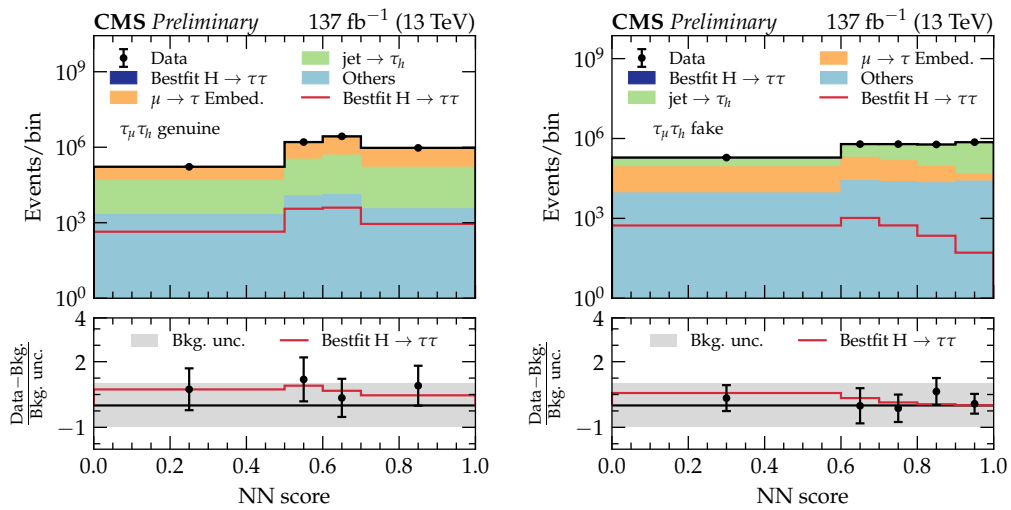 CMS Preliminary 137 fb⁻¹ (13 TeV)
Data
Bestfit H → ττ
μ → τ Embed.
jet → τₕ
Others
Bestfit H → ττ
τ_μτₕ genuine
Events/bin
10⁹
10⁶
10³
10⁰
Bkg. unc.
Bestfit H → ττ
Data−Bkg.
Bkg. unc.
4
2
−1
0.0 0.2 0.4 0.6 0.8 1.0
NN score
CMS Preliminary 137 fb⁻¹ (13 TeV)
Data
Bestfit H → ττ
jet → τₕ
μ → τ Embed.
Others
Bestfit H → ττ
τ_μτₕ fake
Events/bin
10⁹
10⁶
10³
10⁰
Bkg. unc.
Bestfit H → ττ
Data−Bkg.
Bkg. unc.
4
2
−1
0.0 0.2 0.4 0.6 0.8 1.0
NN score